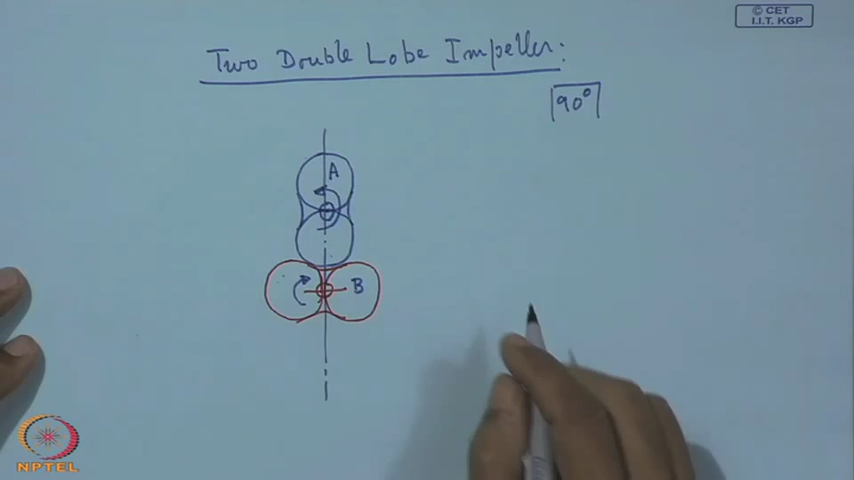 © CET
I.I.T. KGP
Two Double Lobe Impeller:
90°
A
B
NPTEL